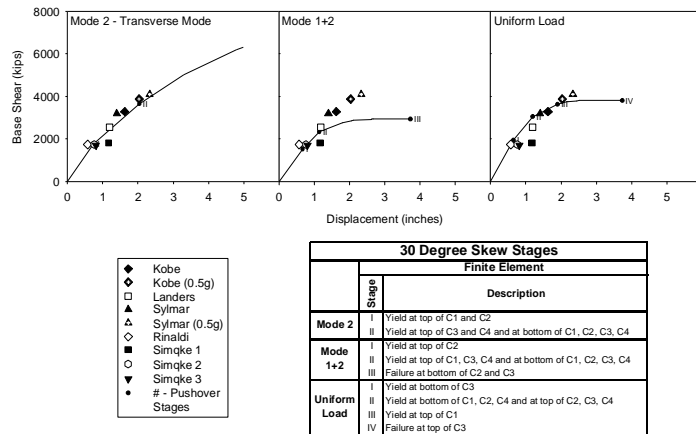 Mode 2 - Transverse Mode
Mode 1+2
Uniform Load
Base Shear (kips)
8000
6000
4000
2000
0
I
II
II
III
I
II
III
IV
0 1 2 3 4 5
0 1 2 3 4 5
0 1 2 3 4 5
Displacement (inches)
Kobe
Kobe (0.5g)
Landers
Sylmar
Sylmar (0.5g)
Rinaldi
Simqke 1
Simqke 2
Simqke 3
# - Pushover
Stages
30 Degree Skew Stages
Finite Element
Stage
Description
Mode 2
I Yield at top of C1 and C2
II Yield at top of C3 and C4 and at bottom of C1, C2, C3, C4
Mode
1+2
I Yield at top of C2
II Yield at top of C1, C3, C4 and at bottom of C1, C2, C3, C4
III Failure at bottom of C2 and C3
Uniform
Load
I Yield at bottom of C3
II Yield at bottom of C1, C2, C4 and at top of C2, C3, C4
III Yield at top of C1
IV Failure at top of C3